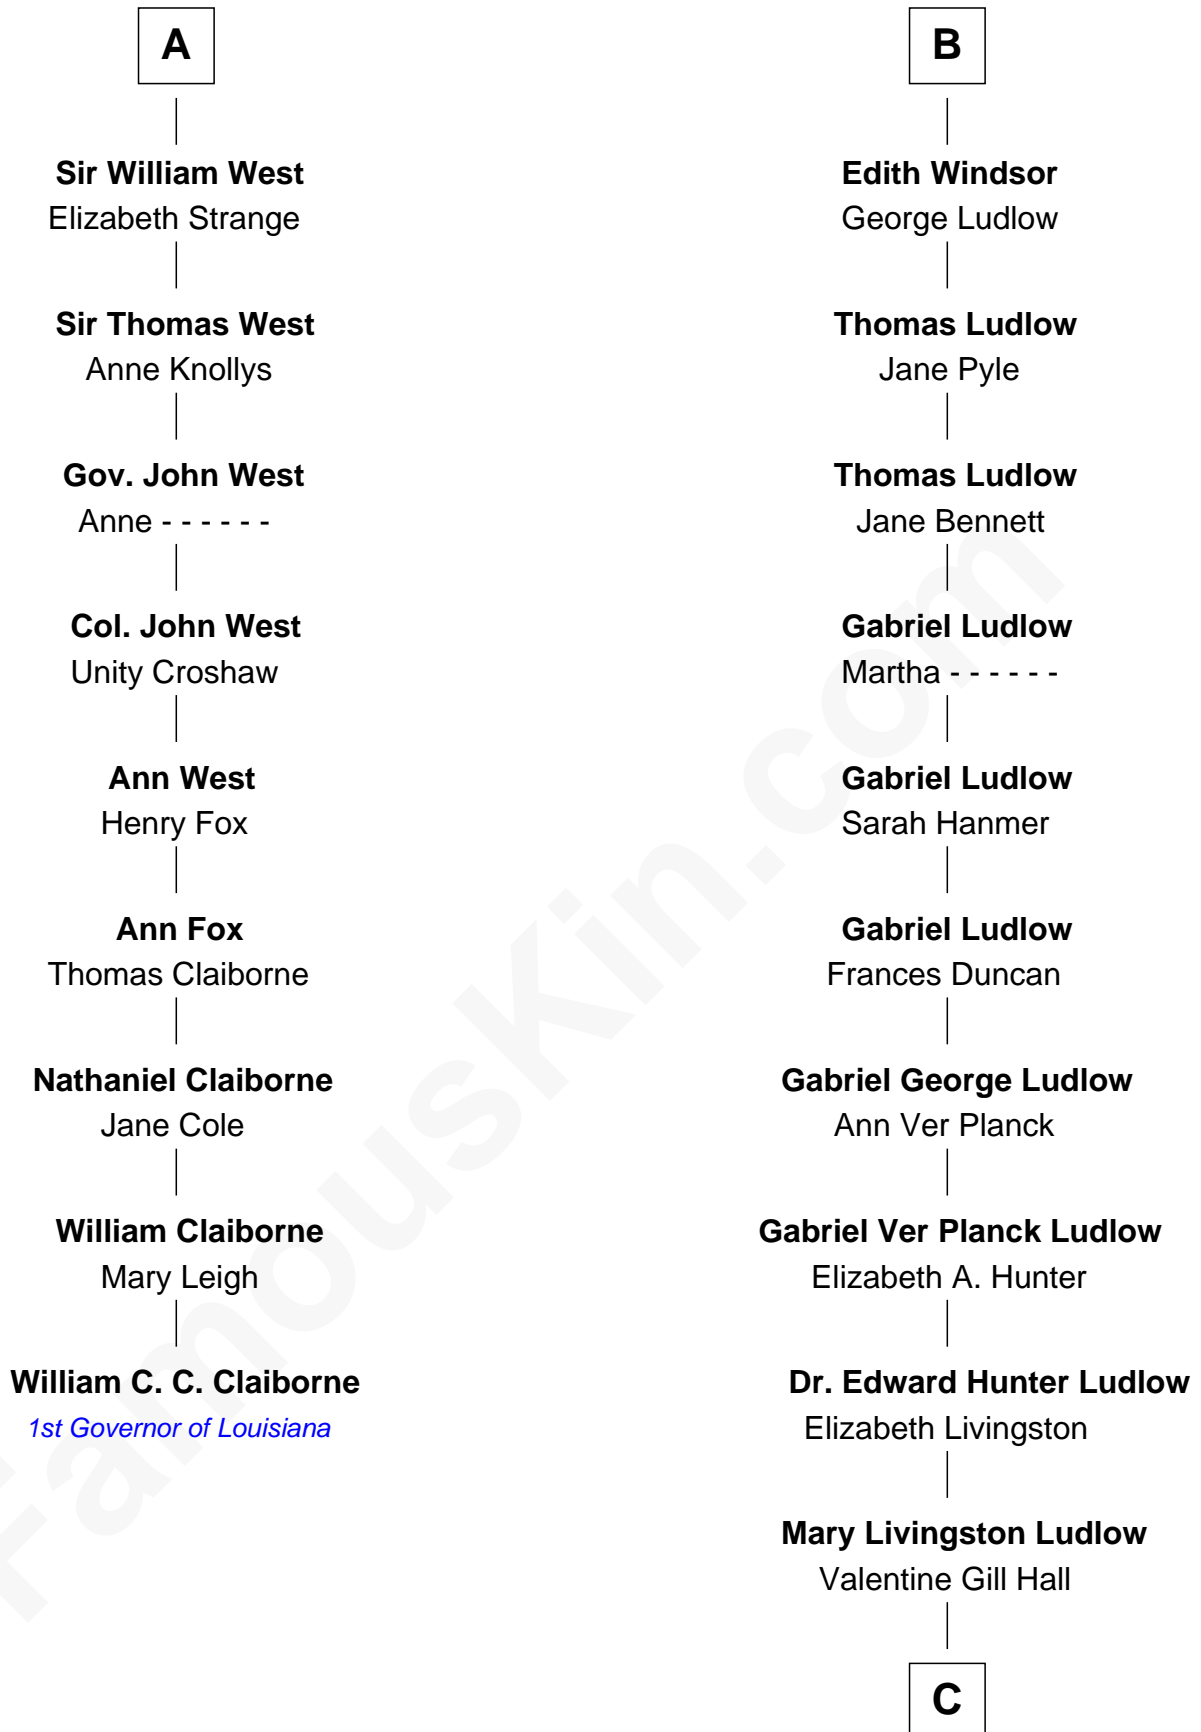 A
Sir William West
Elizabeth Strange
Sir Thomas West
Anne Knollys
Gov. John West
Anne - - - - - -
Col. John West
Unity Croshaw
Ann West
Henry Fox
Ann Fox
Thomas Claiborne
Nathaniel Claiborne
Jane Cole
William Claiborne
Mary Leigh
William C. C. Claiborne
1st Governor of Louisiana
B
Edith Windsor
George Ludlow
Thomas Ludlow
Jane Pyle
Thomas Ludlow
Jane Bennett
Gabriel Ludlow
Martha - - - - - -
Gabriel Ludlow
Sarah Hanmer
Gabriel Ludlow
Frances Duncan
Gabriel George Ludlow
Ann Ver Planck
Gabriel Ver Planck Ludlow
Elizabeth A. Hunter
Dr. Edward Hunter Ludlow
Elizabeth Livingston
Mary Livingston Ludlow
Valentine Gill Hall
C
FamousKin.com